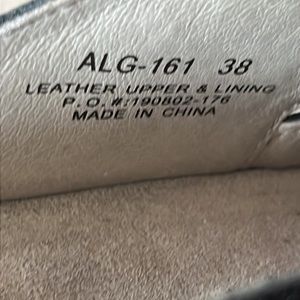 ALG-161 38
LEATHER UPPER & LINING
P.O.#:190802-176
MADE IN CHINA